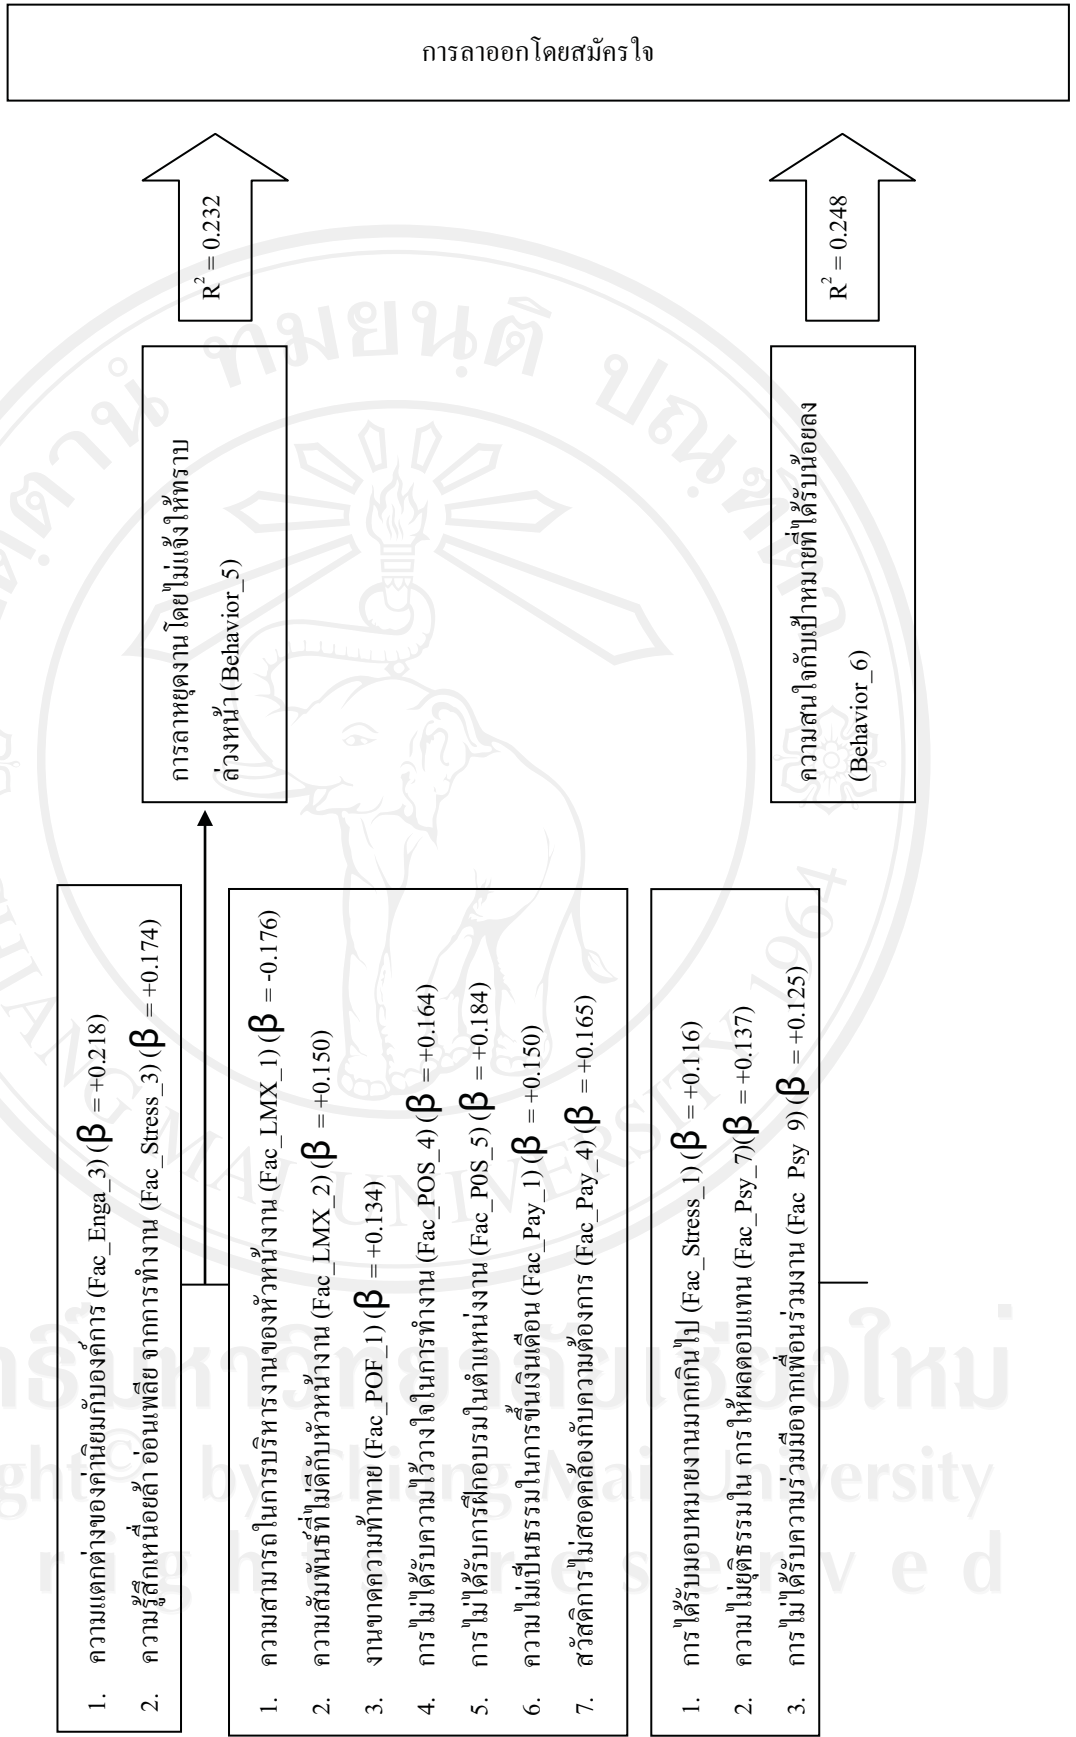 การลาออกโดยสมัครใจ
R² = 0.232
R² = 0.248
การลาหยุดงานโดยไม่แจ้งให้ทราบ
ล่วงหน้า (Behavior_5)
ความสนใจกับเป้าหมายที่ได้รับน้อยลง
(Behavior_6)
1. ความแตกต่างของค่านิยมกับองค์การ (Fac_Enga_3) (β = +0.218)
2. ความรู้สึกเหนื่อยล้า อ่อนเพลีย จากการทำงาน (Fac_Stress_3) (β = +0.174)
1. ความสามารถในการบริหารงานของหัวหน้างาน (Fac_LMX_1) (β = -0.176)
2. ความสัมพันธ์ที่ไม่ดีกับหัวหน้างาน (Fac_LMX_2) (β = +0.150)
3. งานขาดความท้าทาย (Fac_POF_1) (β = +0.134)
4. การไม่ได้รับความไว้วางใจในการทำงาน (Fac_POS_4) (β = +0.164)
5. การไม่ได้รับการฝึกอบรมในตำแหน่งงาน (Fac_P0S_5) (β = +0.184)
6. ความไม่เป็นธรรมในการขึ้นเงินเดือน (Fac_Pay_1) (β = +0.150)
7. สวัสดิการไม่สอดคล้องกับความต้องการ (Fac_Pay_4) (β = +0.165)
1. การได้รับมอบหมายงานมากเกินไป (Fac_Stress_1) (β = +0.116)
2. ความไม่ยุติธรรมใน การให้ผลตอบแทน (Fac_Psy_7)(β = +0.137)
3. การไม่ได้รับความร่วมมือจากเพื่อนร่วมงาน (Fac_Psy_9) (β = +0.125)
CHIANG MAI UNIVERSITY 1964
by Chiang Mai University
rights reserved